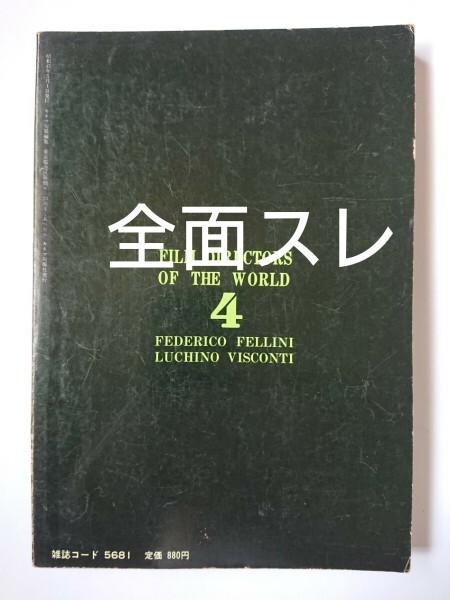 全面スレ
FILM DIRECTORS
OF THE WORLD
4
FEDERICO FELLINI
LUCHINO VISCONTI
雑誌コード 5681 定価 880円